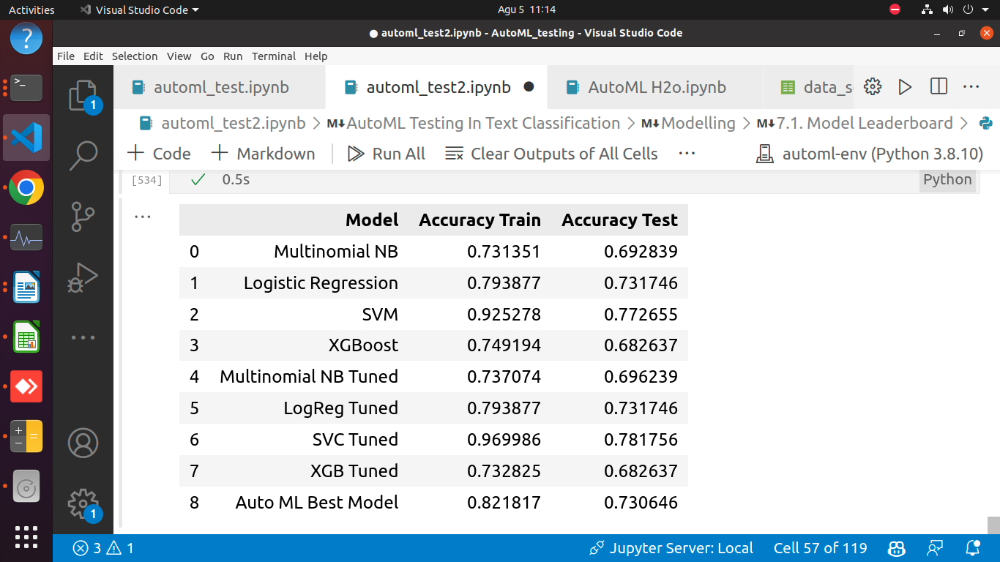 Activities Visual Studio Code Agu 5 11:14
● automl_test2.ipynb - AutoML_testing - Visual Studio Code
File Edit Selection View Go Run Terminal Help
automl_test.ipynb automl_test2.ipynb ● AutoML H2o.ipynb data_s
automl_test2.ipynb > M↓AutoML Testing In Text Classification > M↓Modelling > M↓7.1. Model Leaderboard >
+ Code + Markdown Run All Clear Outputs of All Cells ... automl-env (Python 3.8.10)
[534] ✓ 0.5s Python
... Model Accuracy Train Accuracy Test
0 Multinomial NB 0.731351 0.692839
1 Logistic Regression 0.793877 0.731746
2 SVM 0.925278 0.772655
3 XGBoost 0.749194 0.682637
4 Multinomial NB Tuned 0.737074 0.696239
5 LogReg Tuned 0.793877 0.731746
6 SVC Tuned 0.969986 0.781756
7 XGB Tuned 0.732825 0.682637
8 Auto ML Best Model 0.821817 0.730646
1
1
3 1 Jupyter Server: Local Cell 57 of 119